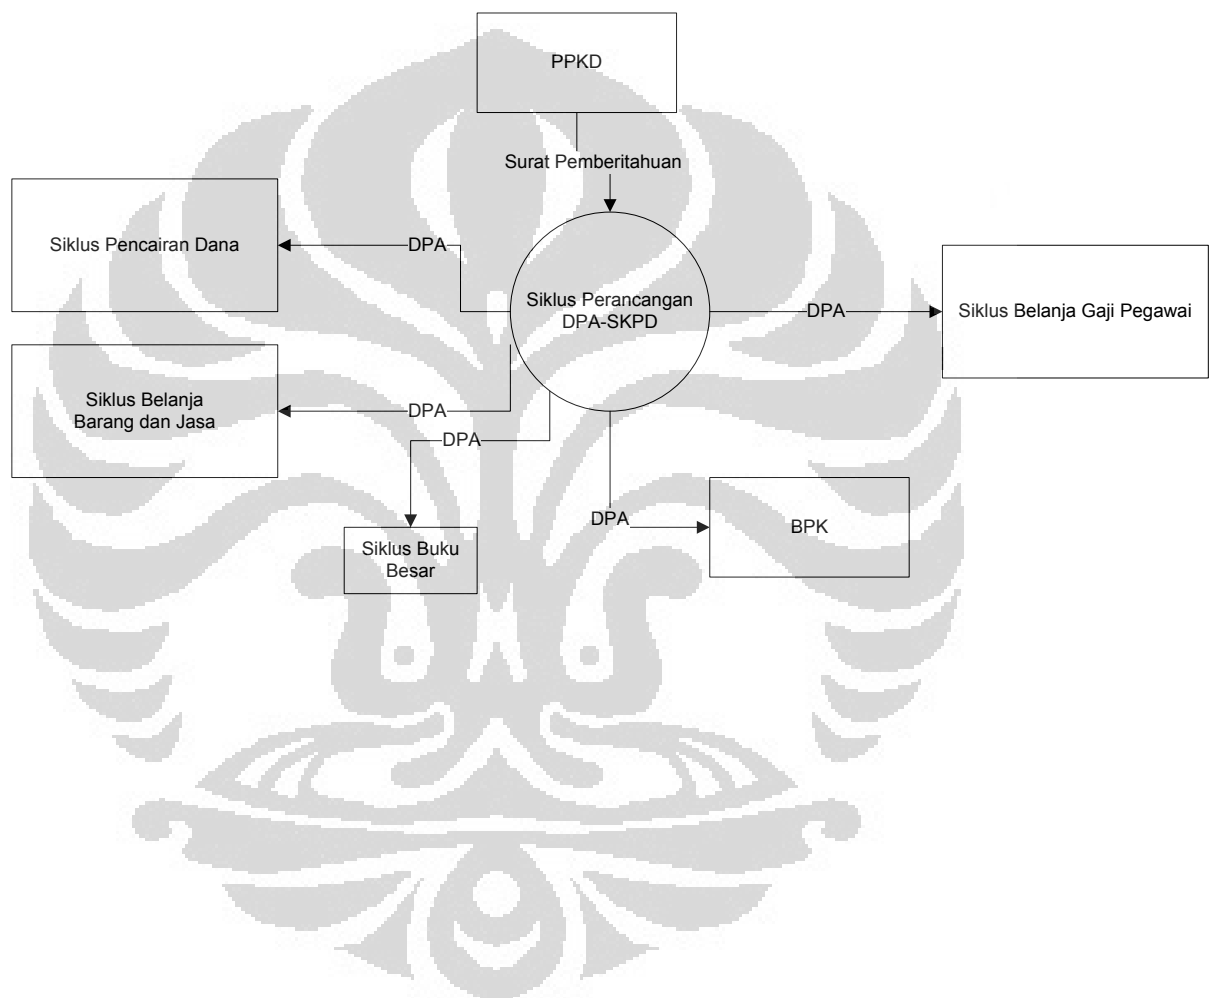 PPKD
Surat Pemberitahuan
Siklus Pencairan Dana
DPA
Siklus Perancangan
DPA-SKPD
DPA
Siklus Belanja Gaji Pegawai
Siklus Belanja
Barang dan Jasa
DPA
DPA
DPA
BPK
Siklus Buku
Besar